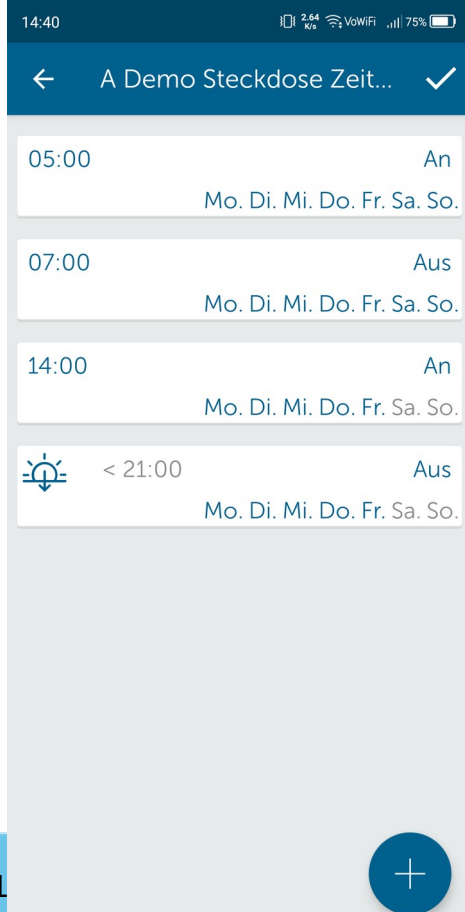 14:40 2.64 K/s VoWiFi 75%
A Demo Steckdose Zeit...
05:00 An
Mo. Di. Mi. Do. Fr. Sa. So.
07:00 Aus
Mo. Di. Mi. Do. Fr. Sa. So.
14:00 An
Mo. Di. Mi. Do. Fr. Sa. So.
< 21:00 Aus
Mo. Di. Mi. Do. Fr. Sa. So.